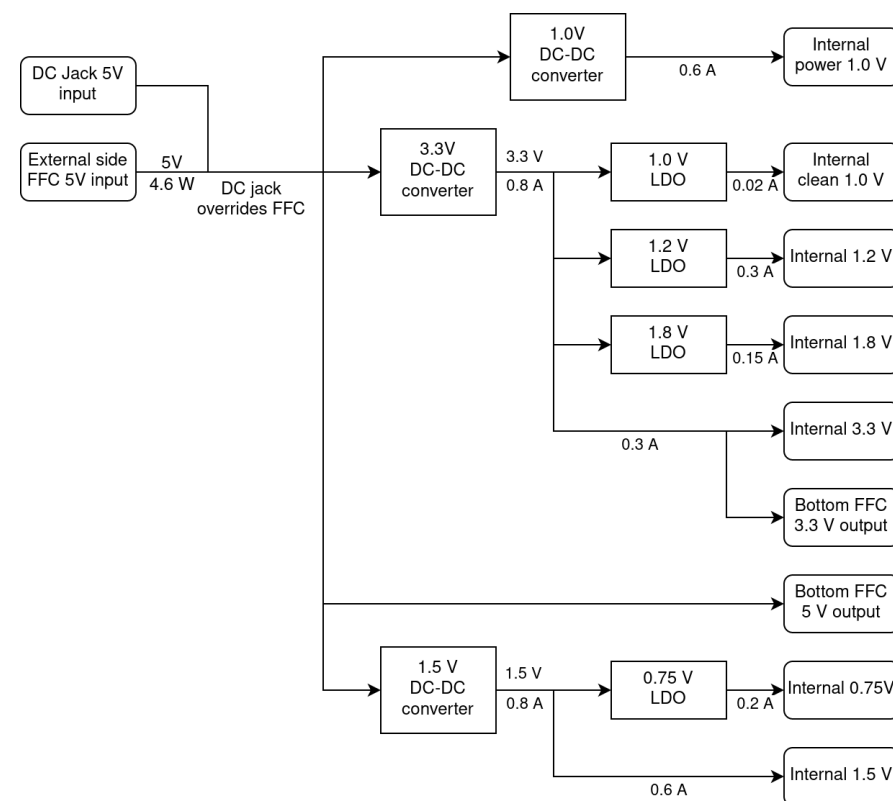 1.0V
DC-DC
converter
0.6 A
Internal
power 1.0 V
DC Jack 5V
input
External side
FFC 5V input
5V
4.6 W
DC jack
overrides FFC
3.3V
DC-DC
converter
3.3 V
0.8 A
1.0 V
LDO
0.02 A
Internal
clean 1.0 V
1.2 V
LDO
0.3 A
Internal 1.2 V
1.8 V
LDO
0.15 A
Internal 1.8 V
0.3 A
Internal 3.3 V
Bottom FFC
3.3 V output
Bottom FFC
5 V output
1.5 V
DC-DC
converter
1.5 V
0.8 A
0.75 V
LDO
0.2 A
Internal 0.75V
0.6 A
Internal 1.5 V